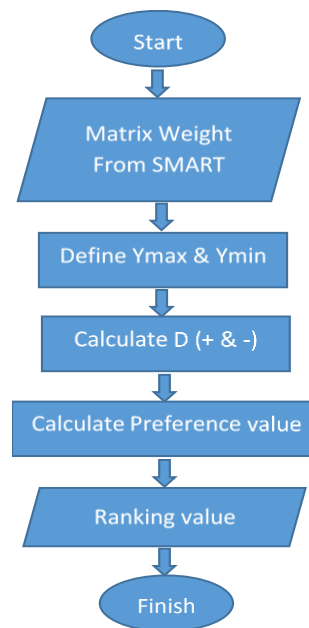 Start
Matrix Weight
From SMART
Define Ymax & Ymin
Calculate D (+ & -)
Calculate Preference value
Ranking value
Finish